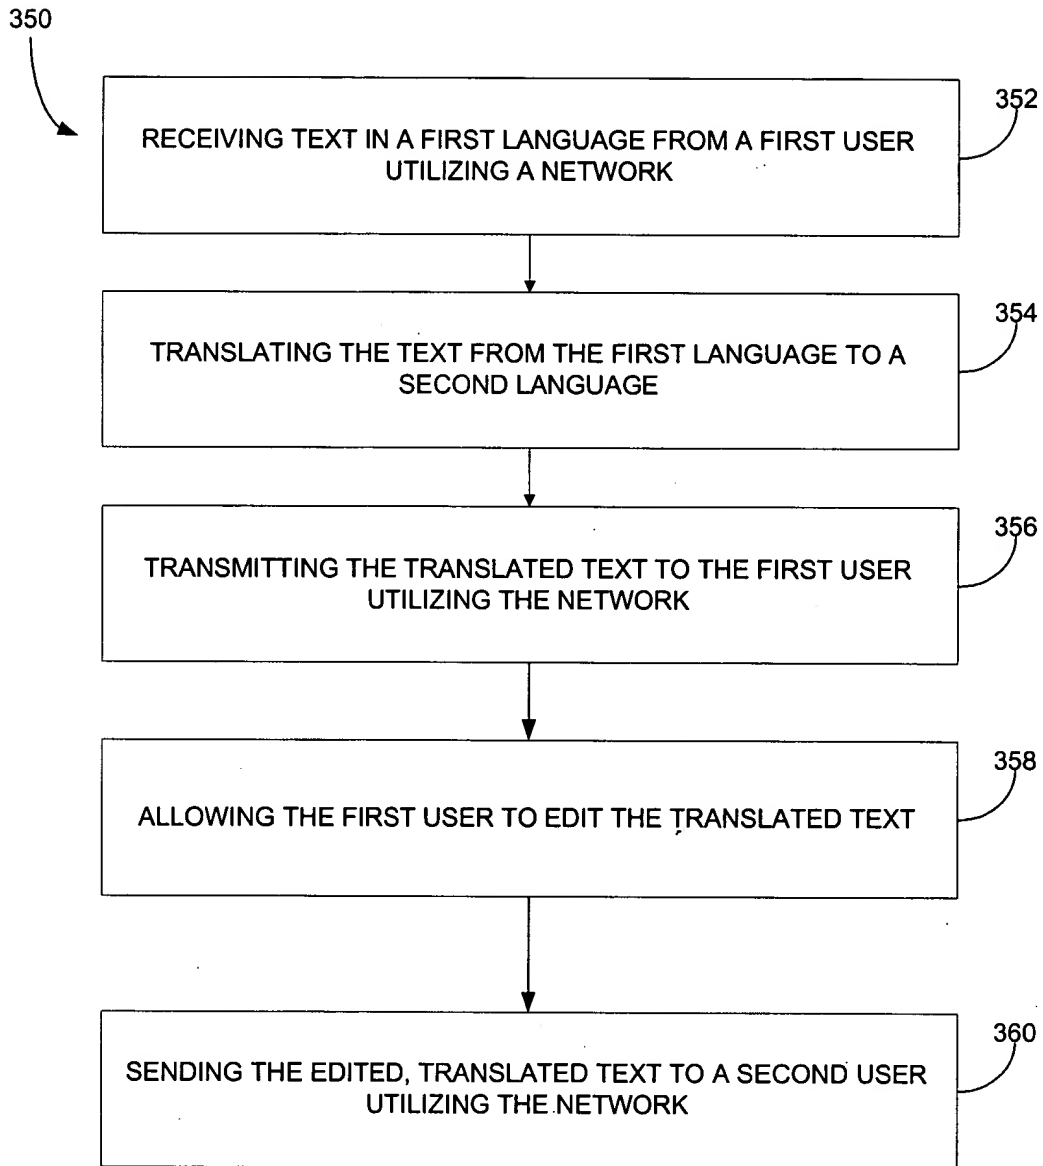 350
352
RECEIVING TEXT IN A FIRST LANGUAGE FROM A FIRST USER
UTILIZING A NETWORK
354
TRANSLATING THE TEXT FROM THE FIRST LANGUAGE TO A
SECOND LANGUAGE
356
TRANSMITTING THE TRANSLATED TEXT TO THE FIRST USER
UTILIZING THE NETWORK
358
ALLOWING THE FIRST USER TO EDIT THE TRANSLATED TEXT
360
SENDING THE EDITED, TRANSLATED TEXT TO A SECOND USER
UTILIZING THE NETWORK